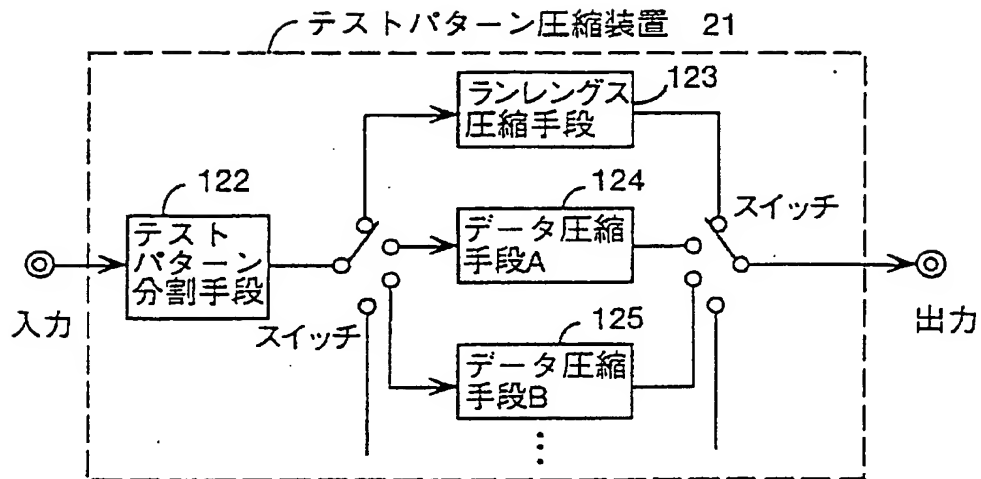 テストパターン圧縮装置 21
ランレングス
圧縮手段
123
122
テスト
パターン
分割手段
124
データ圧縮
手段A
スイッチ
入力
スイッチ
125
データ圧縮
手段B
出力